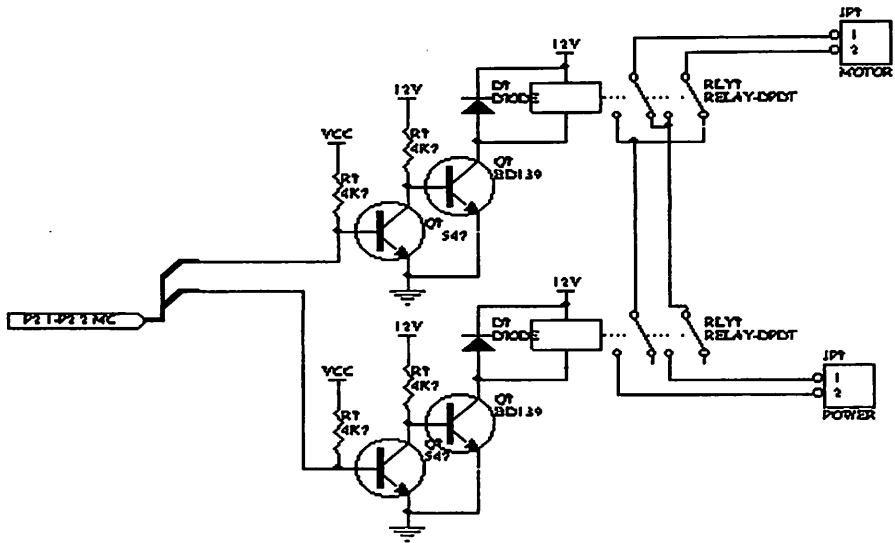 JP?
1
2
MOTOR
12V
D?
DIODE
RLY?
RELAY-DPDT
12V
R?
4K7
VCC
Q?
BD139
R?
4K7
Q?
547
12V
P2.1-P2.2 MC
12V
D?
DIODE
RLY?
RELAY-DPDT
JP?
1
2
POWER
VCC
R?
4K7
Q?
BD139
R?
4K7
Q?
547